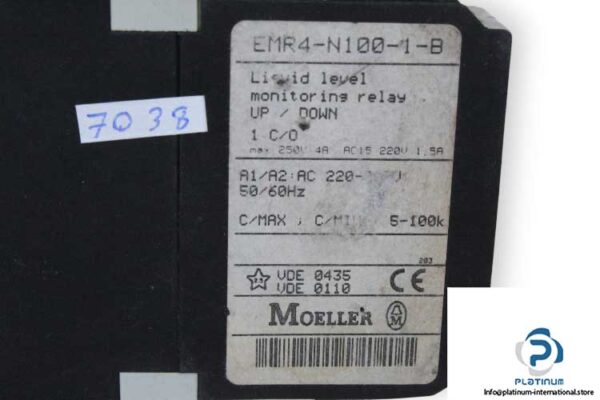 EMR4-N100-1-B
Liquid level
monitoring relay
UP / DOWN
1 C/O
max 250V 4A AC15 220V 1.5A
A1/A2: AC 220-
50/60Hz
C/MAX , 5-100k
203
VDE 0435
VDE 0110
CE
MOELLER
M
7038
P
PLATINUM
Info@platinum-international.store